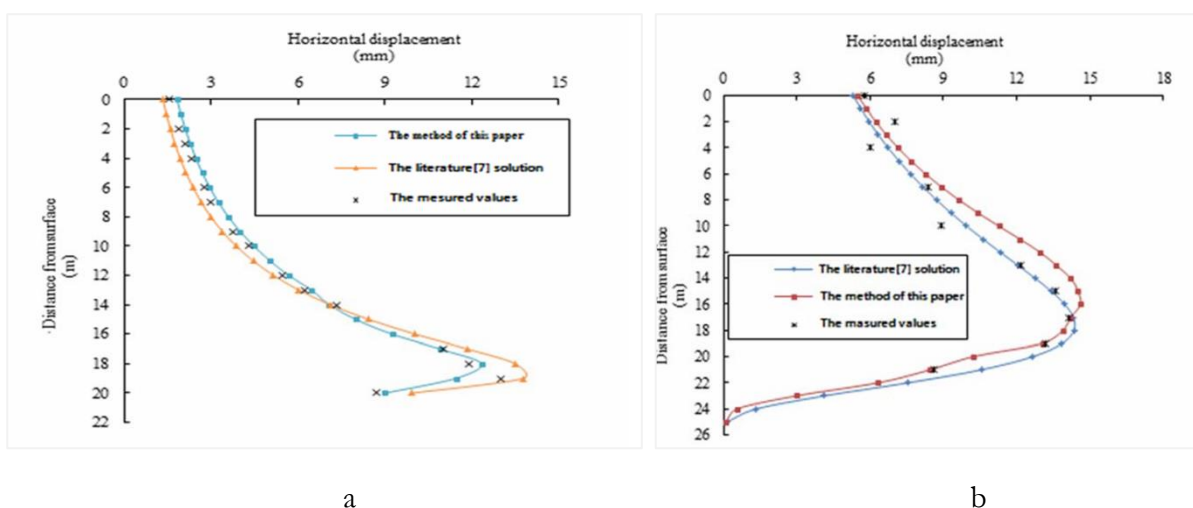 Horizontal displacement
(mm)
0 3 6 9 12 15
0
2
4
6
8
10
12
14
16
18
20
22
Distance from surface
(m)
The method of this paper
The literature[7] solution
The mesured values
a
Horizontal displacement
(mm)
0 3 6 9 12 15 18
0
2
4
6
8
10
12
14
16
18
20
22
24
26
Distance from surface
(m)
The literature[7] solution
The method of this paper
The masured values
b